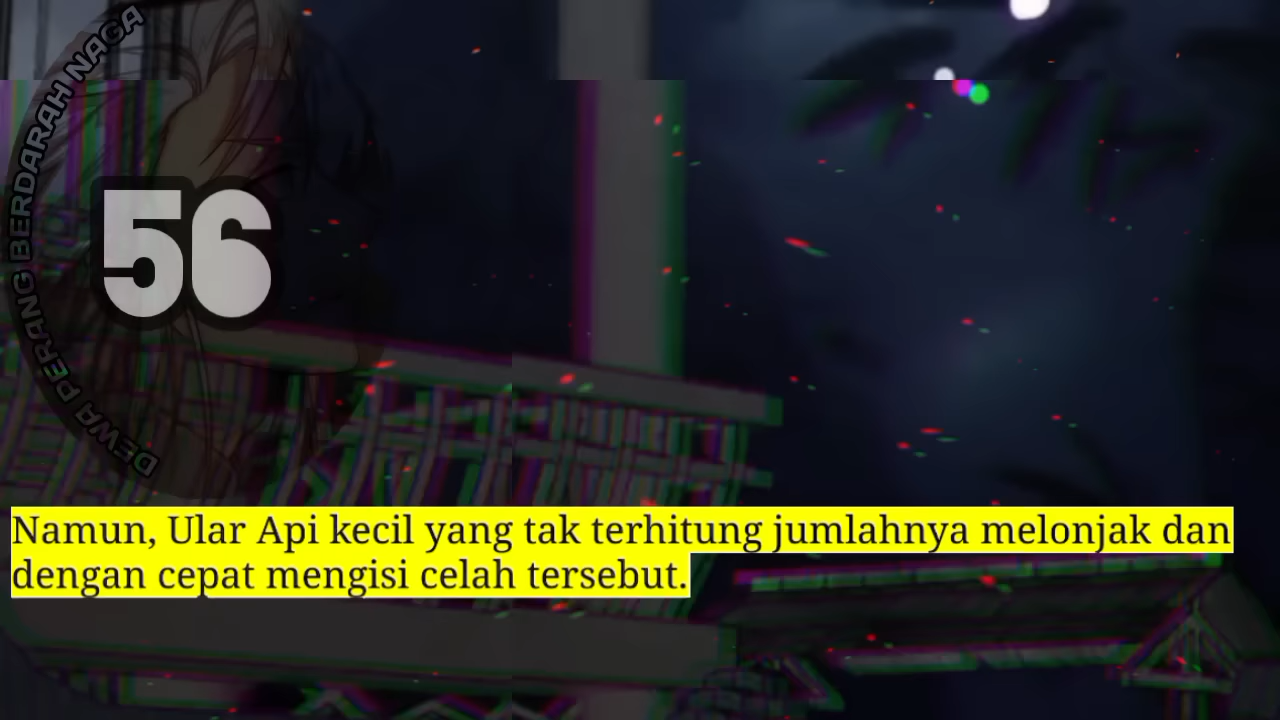 DEWA PERANG BERDARAH NAGA
56
Namun, Ular Api kecil yang tak terhitung jumlahnya melonjak dan
dengan cepat mengisi celah tersebut.